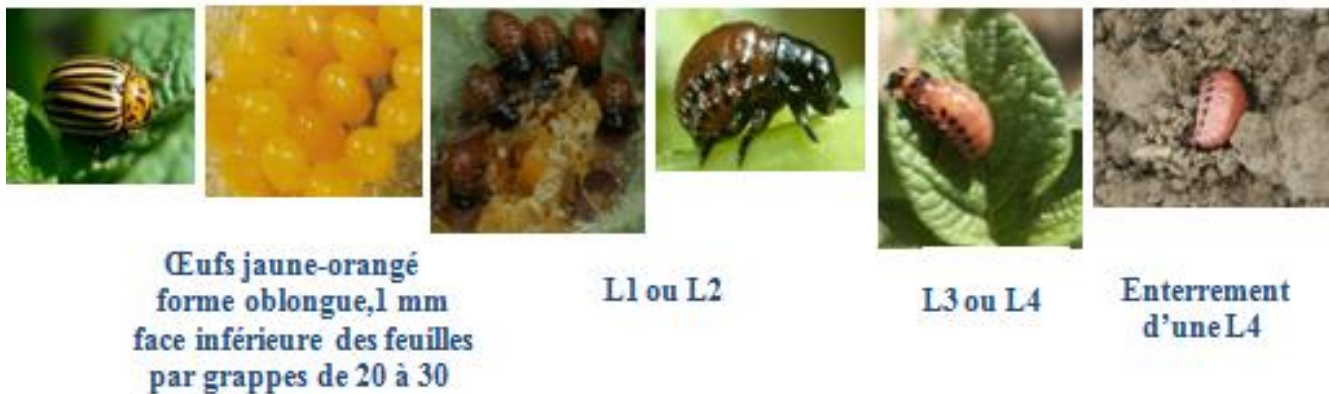 Œufs jaune-orangé
forme oblongue,1 mm
face inférieure des feuilles
par grappes de 20 à 30
L1 ou L2
L3 ou L4
Enterrement
d’une L4